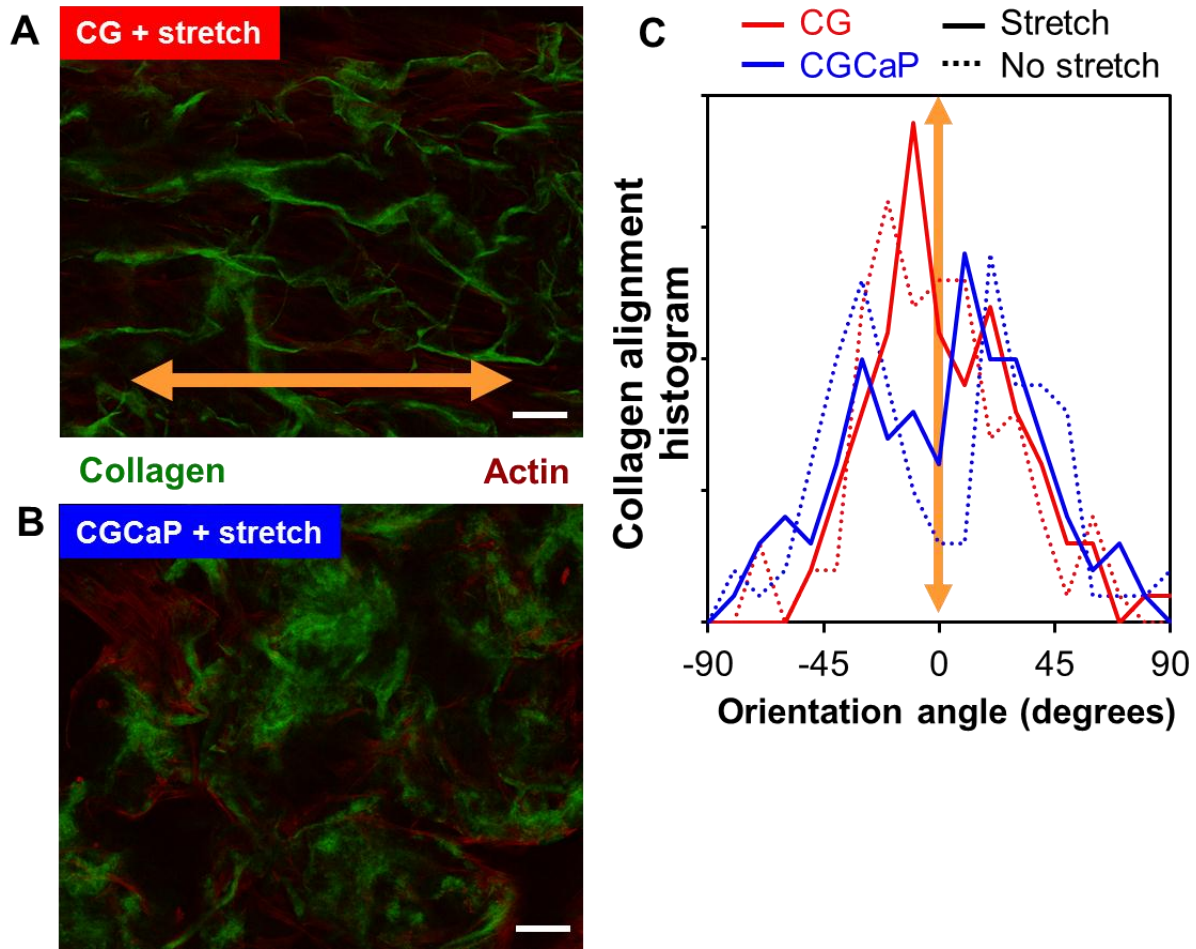 A
CG + stretch
Collagen
Actin
B
CGCaP + stretch
C
CG
Stretch
CGCaP
No stretch
Collagen alignment
histogram
-90
-45
0
45
90
Orientation angle (degrees)